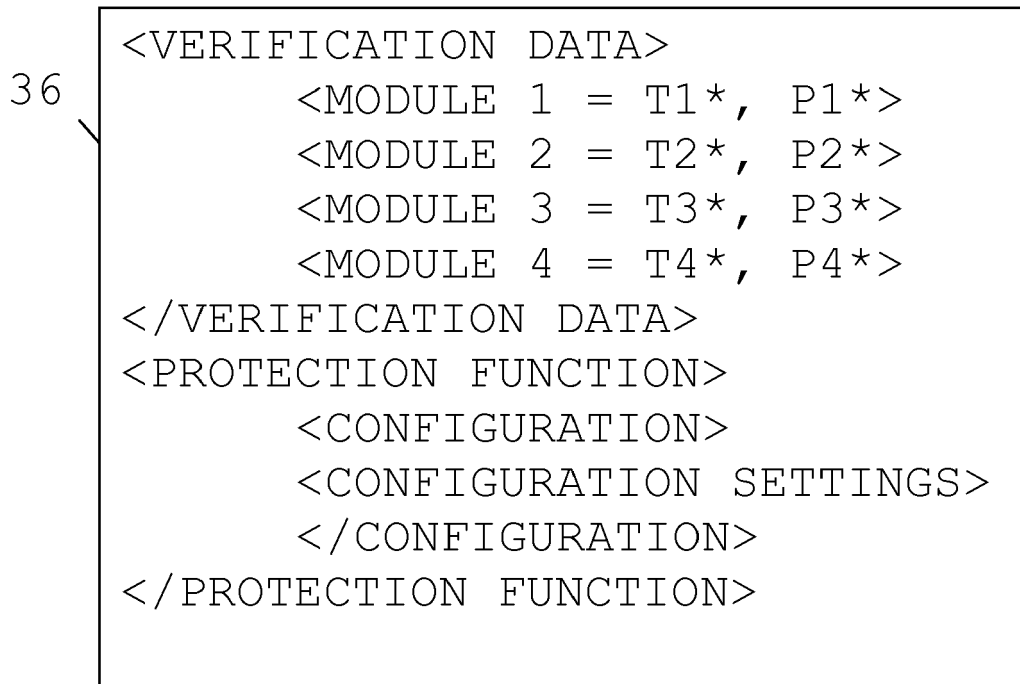 <VERIFICATION DATA>
36
<MODULE 1 = T1*, P1*>
<MODULE 2 = T2*, P2*>
<MODULE 3 = T3*, P3*>
<MODULE 4 = T4*, P4*>
</VERIFICATION DATA>
<PROTECTION FUNCTION>
<CONFIGURATION>
<CONFIGURATION SETTINGS>
</CONFIGURATION>
</PROTECTION FUNCTION>